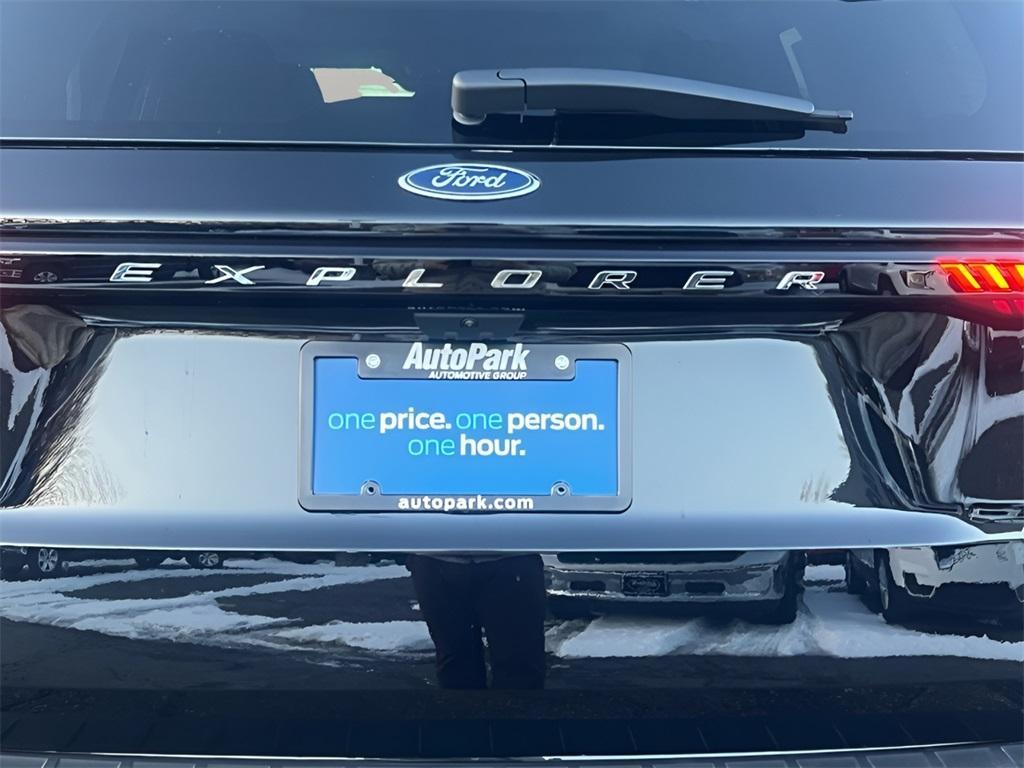 Ford
EXPLORER
AutoPark
AUTOMOTIVE GROUP
one price. one person.
one hour.
autopark.com